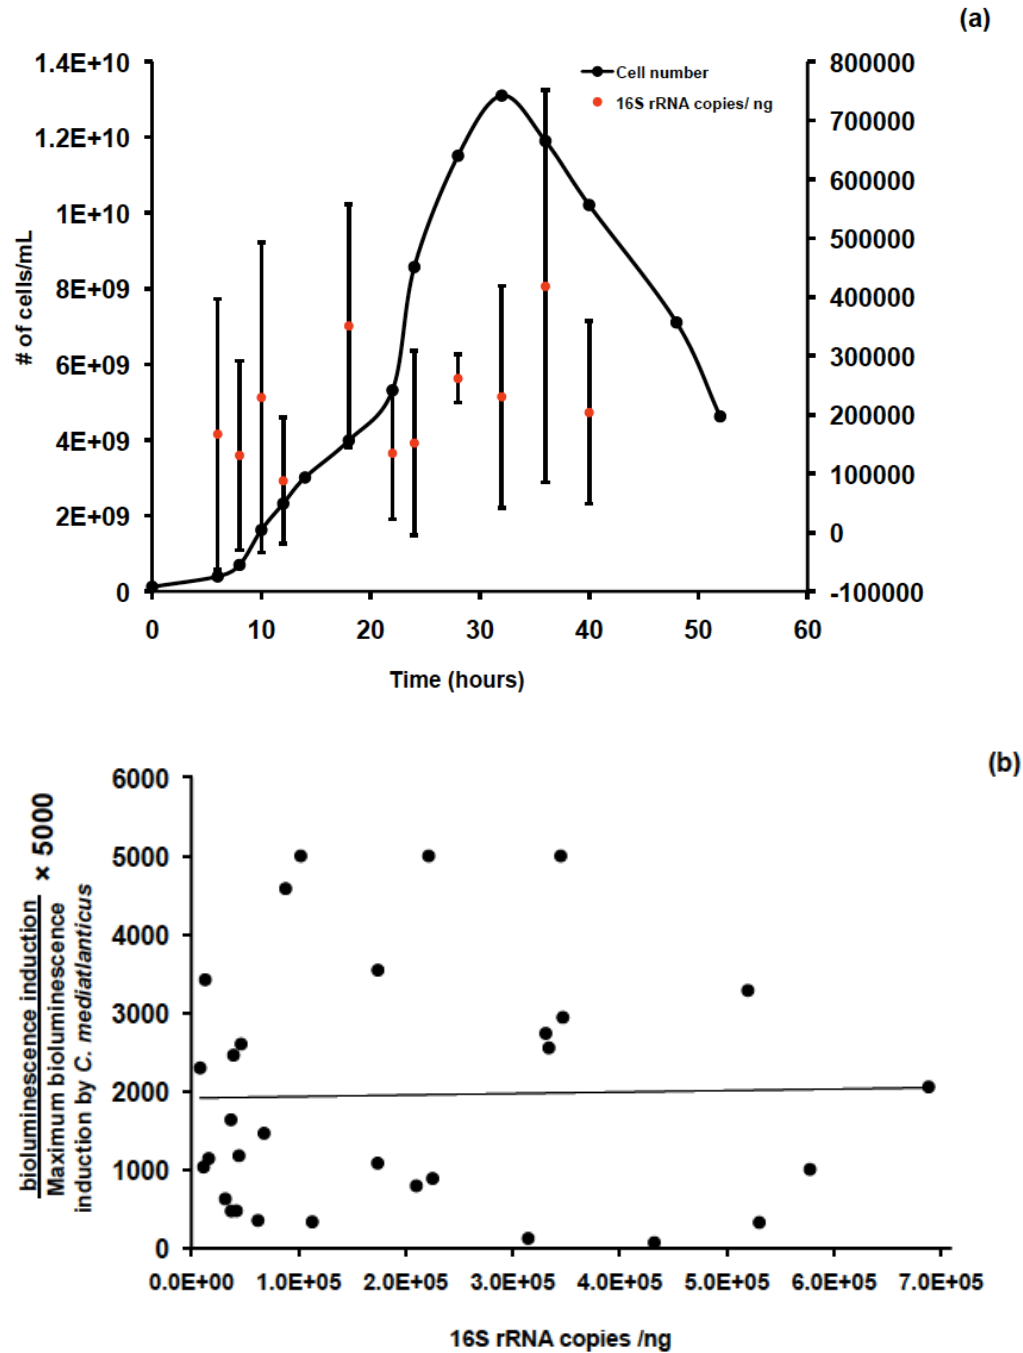 (a)
1.4E+10
1.2E+10
1E+10
8E+09
6E+09
4E+09
2E+09
0
# of cells/mL
Cell number
16S rRNA copies/ ng
800000
700000
600000
500000
400000
300000
200000
100000
0
-100000
0 10 20 30 40 50 60
Time (hours)
(b)
6000
5000
4000
3000
2000
1000
0
bioluminescence induction × 5000
Maximum bioluminescence
induction by C. mediatlanticus
0.0E+00 1.0E+05 2.0E+05 3.0E+05 4.0E+05 5.0E+05 6.0E+05 7.0E+05
16S rRNA copies /ng